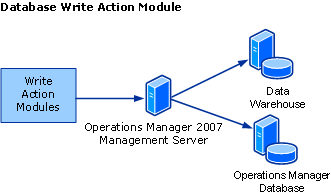 Database Write Action Module
Write
Action
Modules
Operations Manager 2007
Management Server
Data
Warehouse
Operations Manager
Database